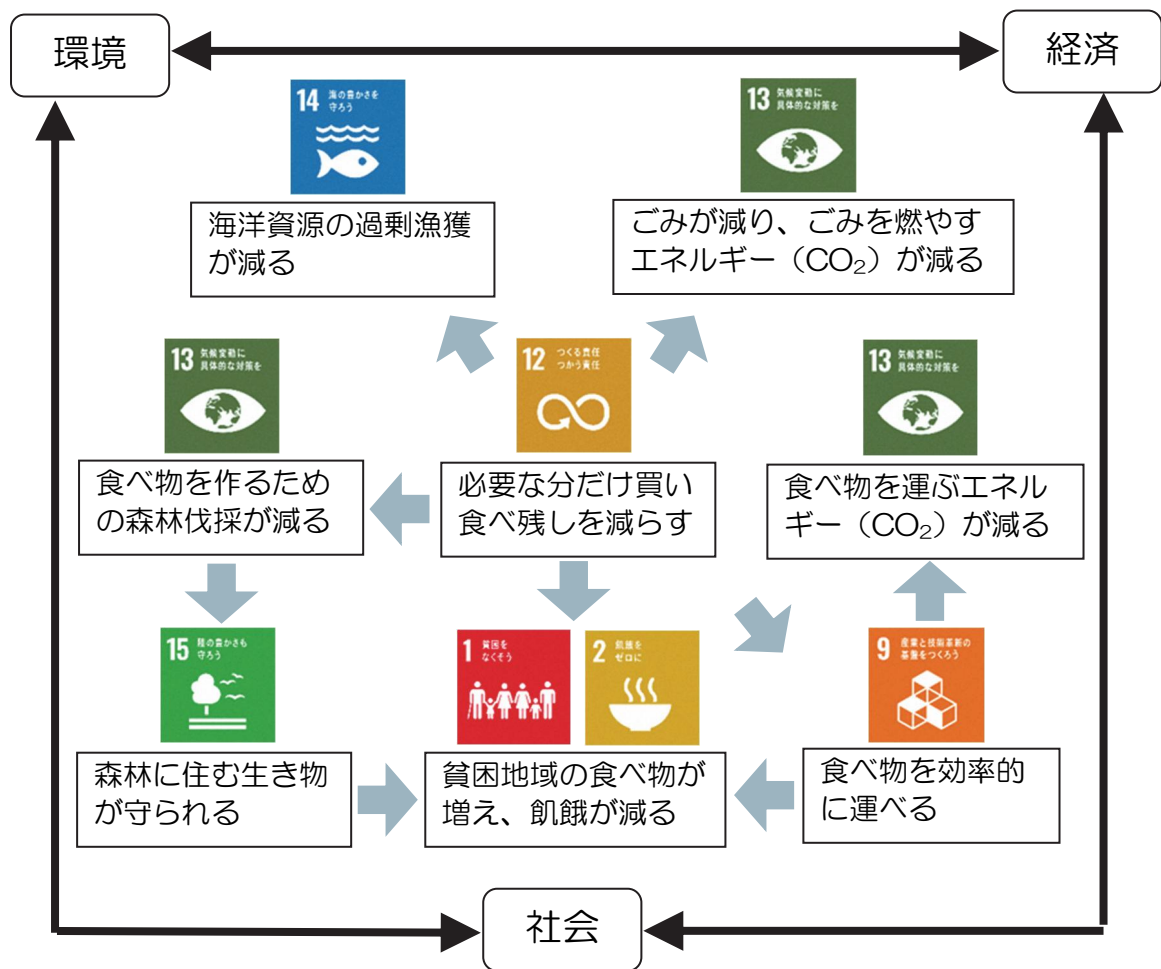 環境
経済
14 海の豊かさを
守ろう
13 気候変動に
具体的な対策を
海洋資源の過剰漁獲
が減る
ごみが減り、ごみを燃やす
エネルギー（CO₂）が減る
13 気候変動に
具体的な対策を
12 つくる責任
つかう責任
13 気候変動に
具体的な対策を
食べ物を作るため
の森林伐採が減る
必要な分だけ買い
食べ残しを減らす
食べ物を運ぶエネル
ギー（CO₂）が減る
15 陸の豊かさも
守ろう
1 貧困を
なくそう
2 飢餓を
ゼロに
9 産業と技術革新の
基盤をつくろう
森林に住む生き物
が守られる
貧困地域の食べ物が
増え、飢餓が減る
食べ物を効率的
に運べる
社会